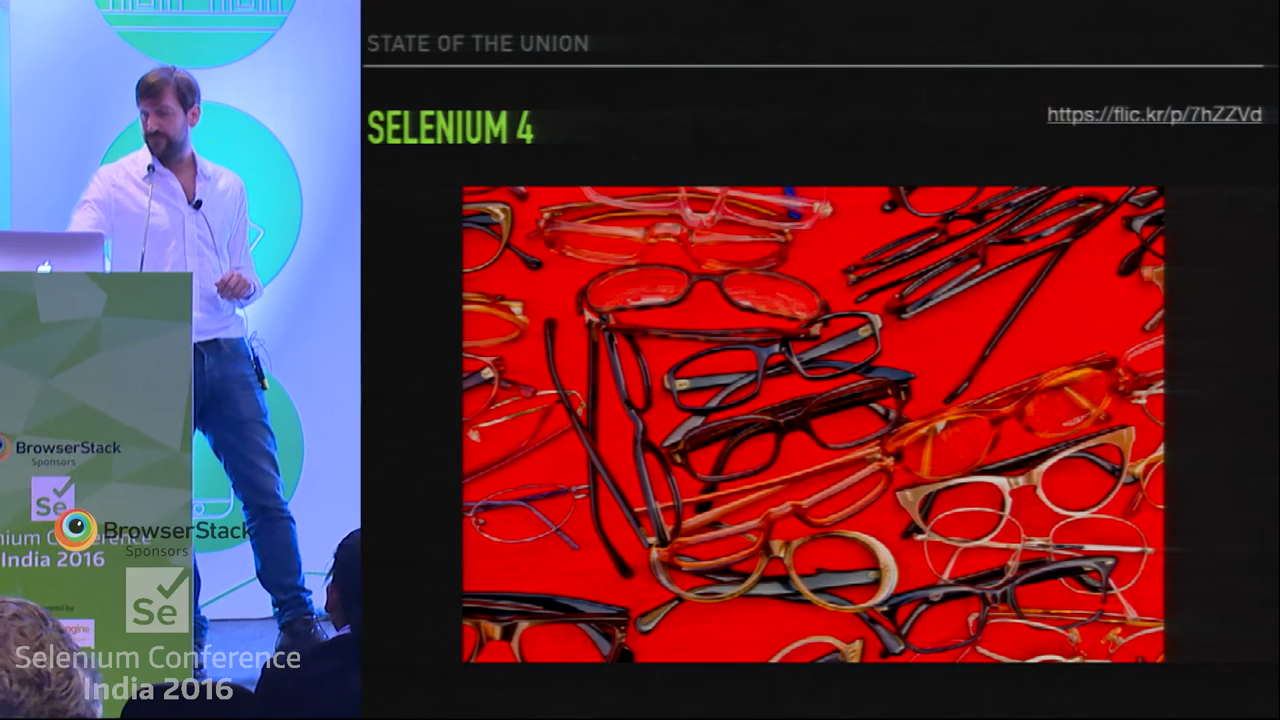 STATE OF THE UNION
SELENIUM 4
https://flic.kr/p/7hZZVd
BrowserStack
Sponsors
Se
India 2016
BrowserStack
Sponsors
Se
Selenium Conference
India 2016